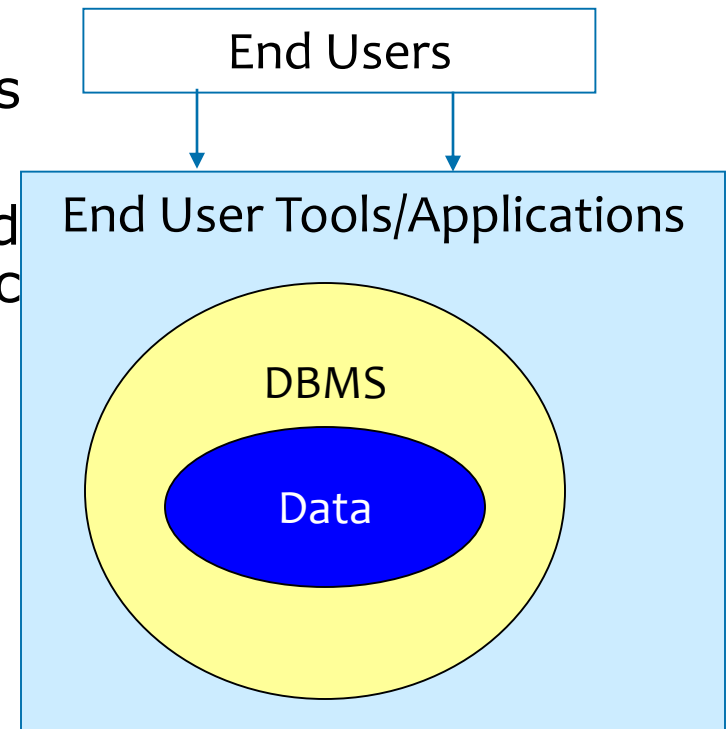 End Users
s
End User Tools/Applications
d
c
DBMS
Data